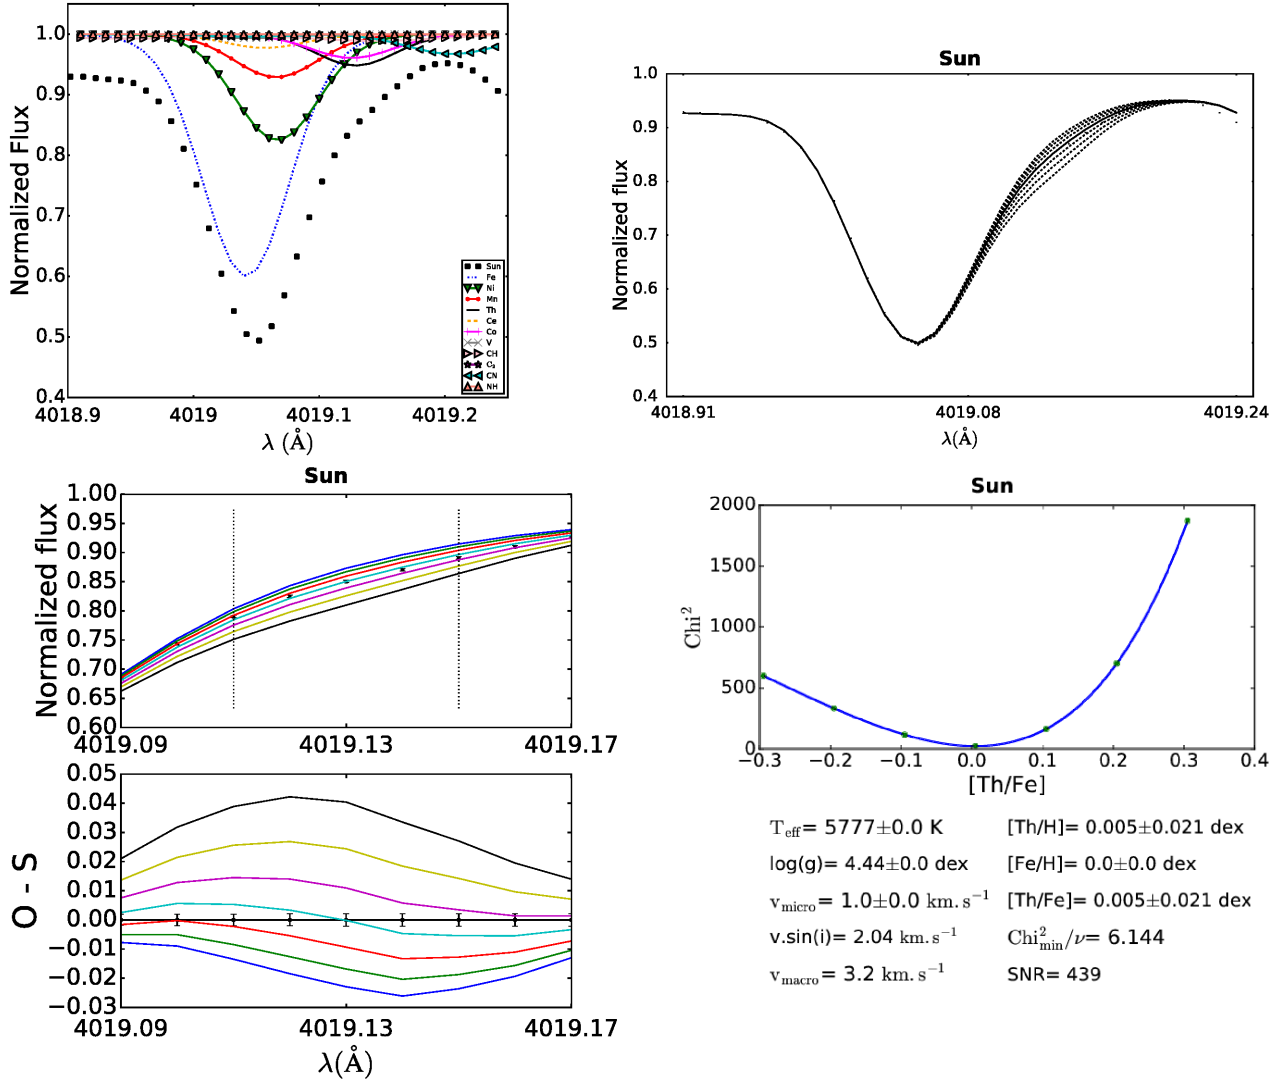 1.0
0.9
0.8
0.7
0.6
0.5
0.4
Normalized Flux
4018.9 4019 4019.1 4019.2
λ (Å)
Sun
Fe
Ni
Mn
Th
Ce
Co
V
CH
C₂
CN
NH
Sun
1.0
0.9
0.8
0.7
0.6
0.5
0.4
Normalized flux
4018.91 4019.08 4019.24
λ(Å)
Sun
1.00
0.95
0.90
0.85
0.80
0.75
0.70
0.65
0.60
Normalized flux
4019.09 4019.13 4019.17
0.05
0.04
0.03
0.02
0.01
0.00
−0.01
−0.02
−0.03
O - S
4019.09 4019.13 4019.17
λ(Å)
Sun
2000
1500
1000
500
0
Chi²
−0.3 −0.2 −0.1 0.0 0.1 0.2 0.3 0.4
[Th/Fe]
T_eff= 5777±0.0 K [Th/H]= 0.005±0.021 dex
log(g)= 4.44±0.0 dex [Fe/H]= 0.0±0.0 dex
v_micro= 1.0±0.0 km.s⁻¹ [Th/Fe]= 0.005±0.021 dex
v.sin(i)= 2.04 km.s⁻¹ Chi²_min/ν= 6.144
v_macro= 3.2 km.s⁻¹ SNR= 439